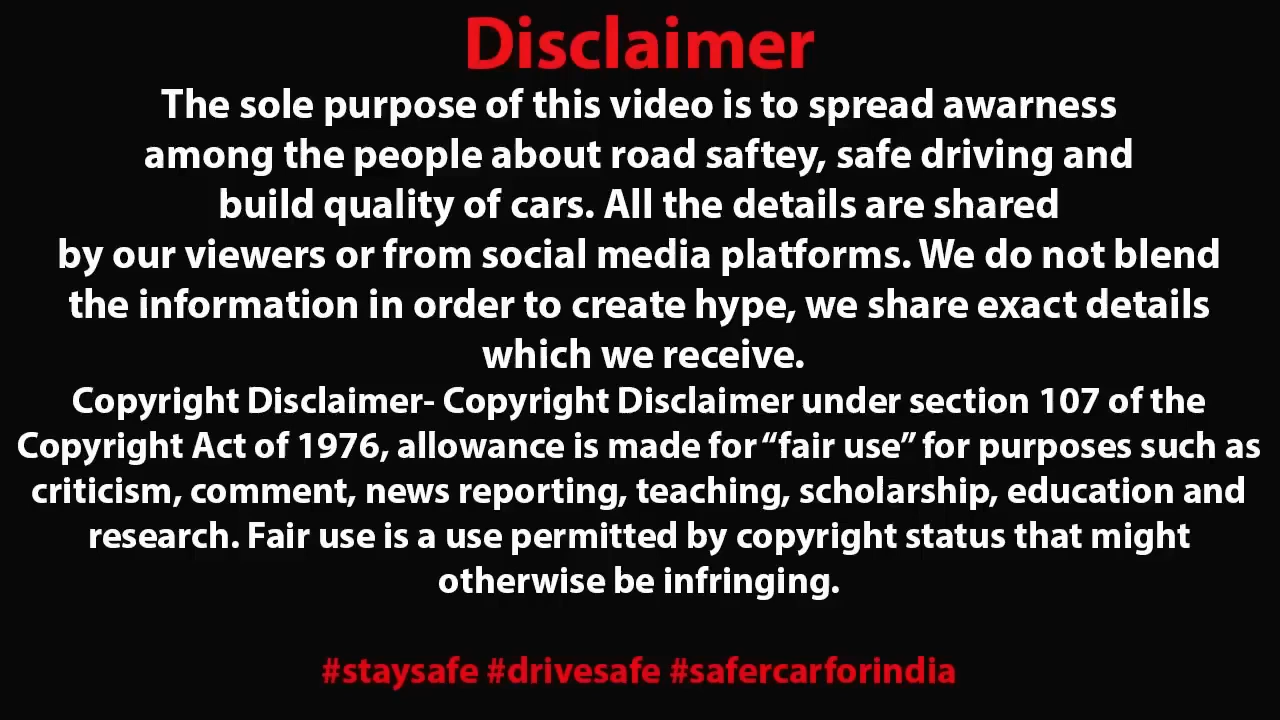 Disclaimer
The sole purpose of this video is to spread awarness
among the people about road saftey, safe driving and
build quality of cars. All the details are shared
by our viewers or from social media platforms. We do not blend
the information in order to create hype, we share exact details
which we receive.
Copyright Disclaimer- Copyright Disclaimer under section 107 of the
Copyright Act of 1976, allowance is made for “fair use” for purposes such as
criticism, comment, news reporting, teaching, scholarship, education and
research. Fair use is a use permitted by copyright status that might
otherwise be infringing.
#staysafe #drivesafe #safercarforindia